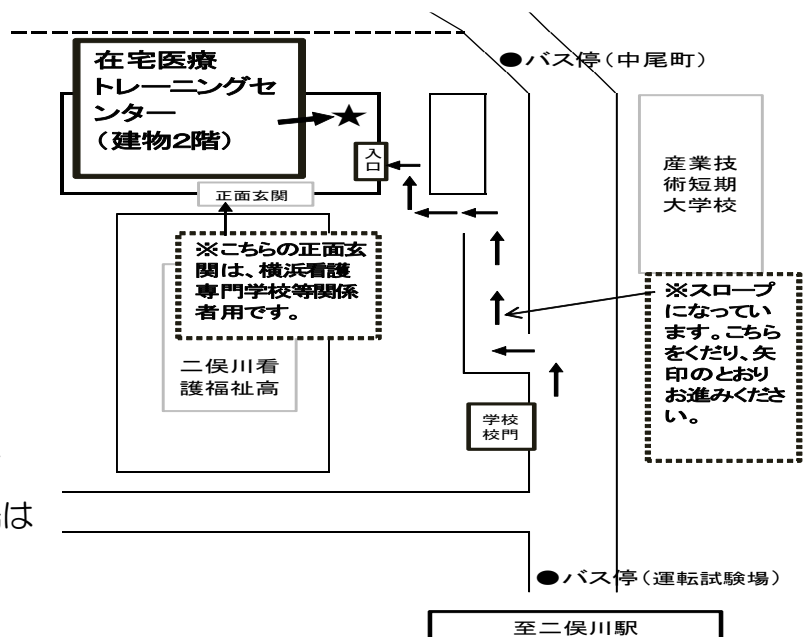 在宅医療
トレーニングセ
ンター
(建物2階)
★
●バス停(中尾町)
入
口
正面玄関
産業技
術短期
大学校
※こちらの正面玄
関は、横浜看護
専門学校等関係
者用です。
※スロープ
になってい
ます。こちら
をくだり、矢
印のとおり
お進みくださ
い。
二俣川看
護福祉高
学校
校門
は
●バス停(運転試験場)
至二俣川駅